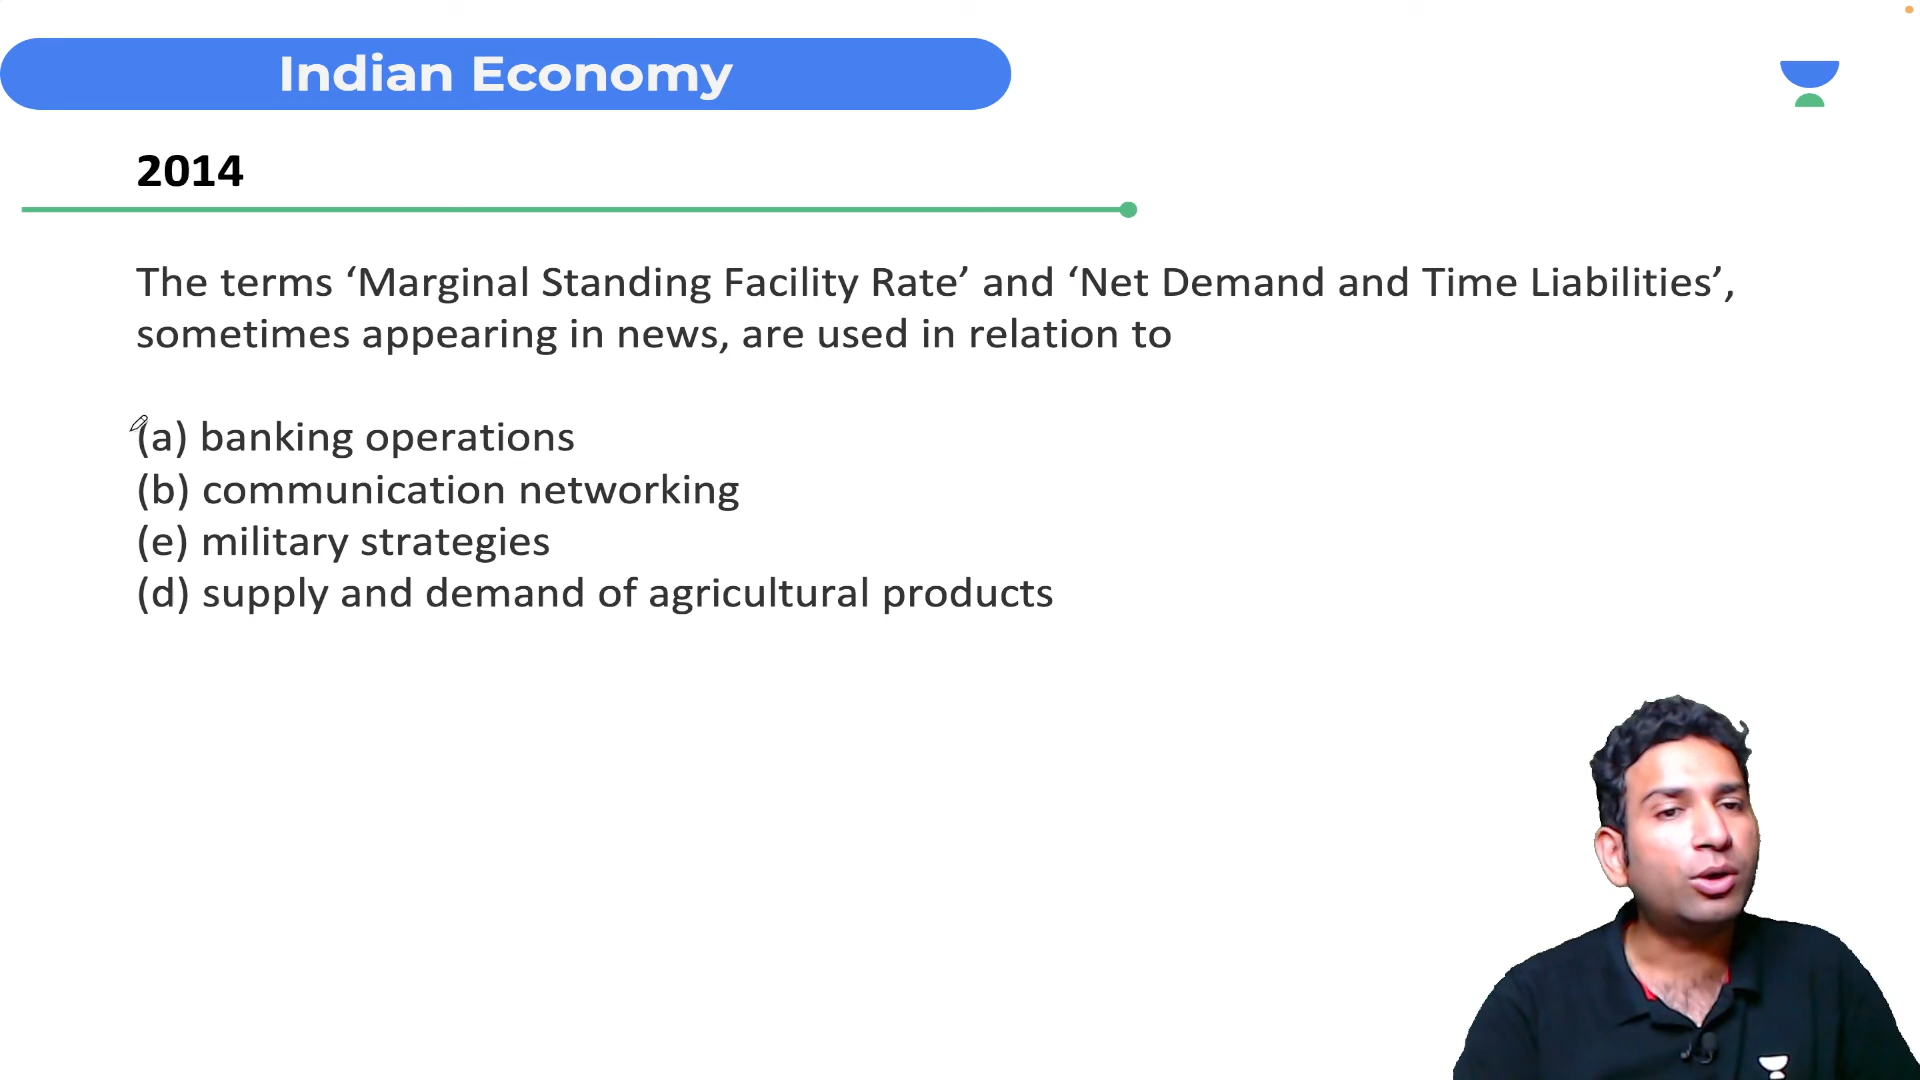 Indian Economy
2014
The terms ‘Marginal Standing Facility Rate’ and ‘Net Demand and Time Liabilities’,
sometimes appearing in news, are used in relation to
(a) banking operations
(b) communication networking
(e) military strategies
(d) supply and demand of agricultural products